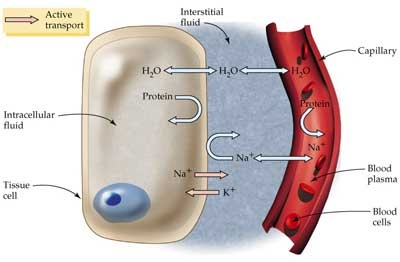 Active
transport
Interstitial
fluid
Capillary
H₂O H₂O H₂O
Protein
Protein
Intracellular
fluid
Na⁺
Na⁺
Na⁺
K⁺
Tissue
cell
Blood
plasma
Blood
cells